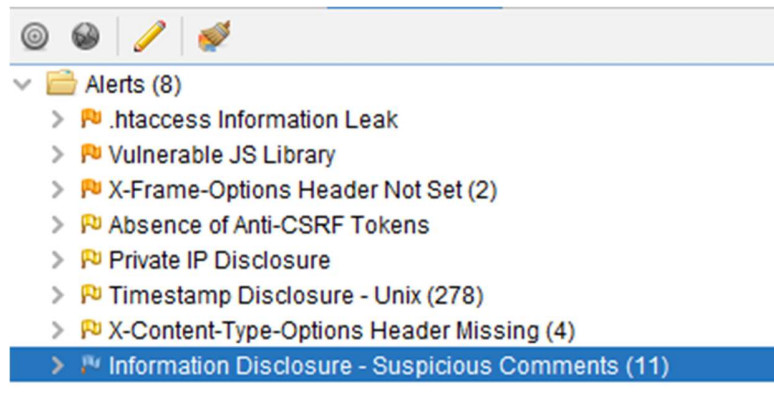 Alerts (8)
.htaccess Information Leak
Vulnerable JS Library
X-Frame-Options Header Not Set (2)
Absence of Anti-CSRF Tokens
Private IP Disclosure
Timestamp Disclosure - Unix (278)
X-Content-Type-Options Header Missing (4)
Information Disclosure - Suspicious Comments (11)